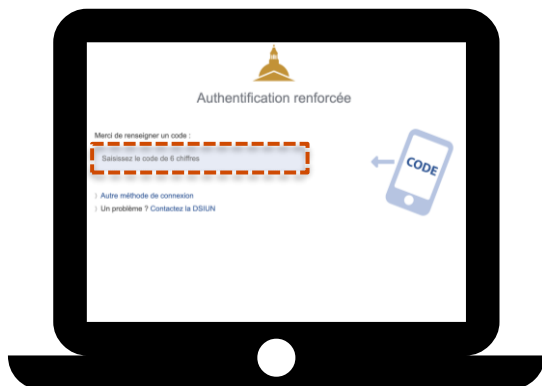 Authentification renforcée
Merci de renseigner un code :
Saisissez le code de 6 chiffres
CODE
Autre méthode de connexion
Un problème ? Contactez la DSIUN